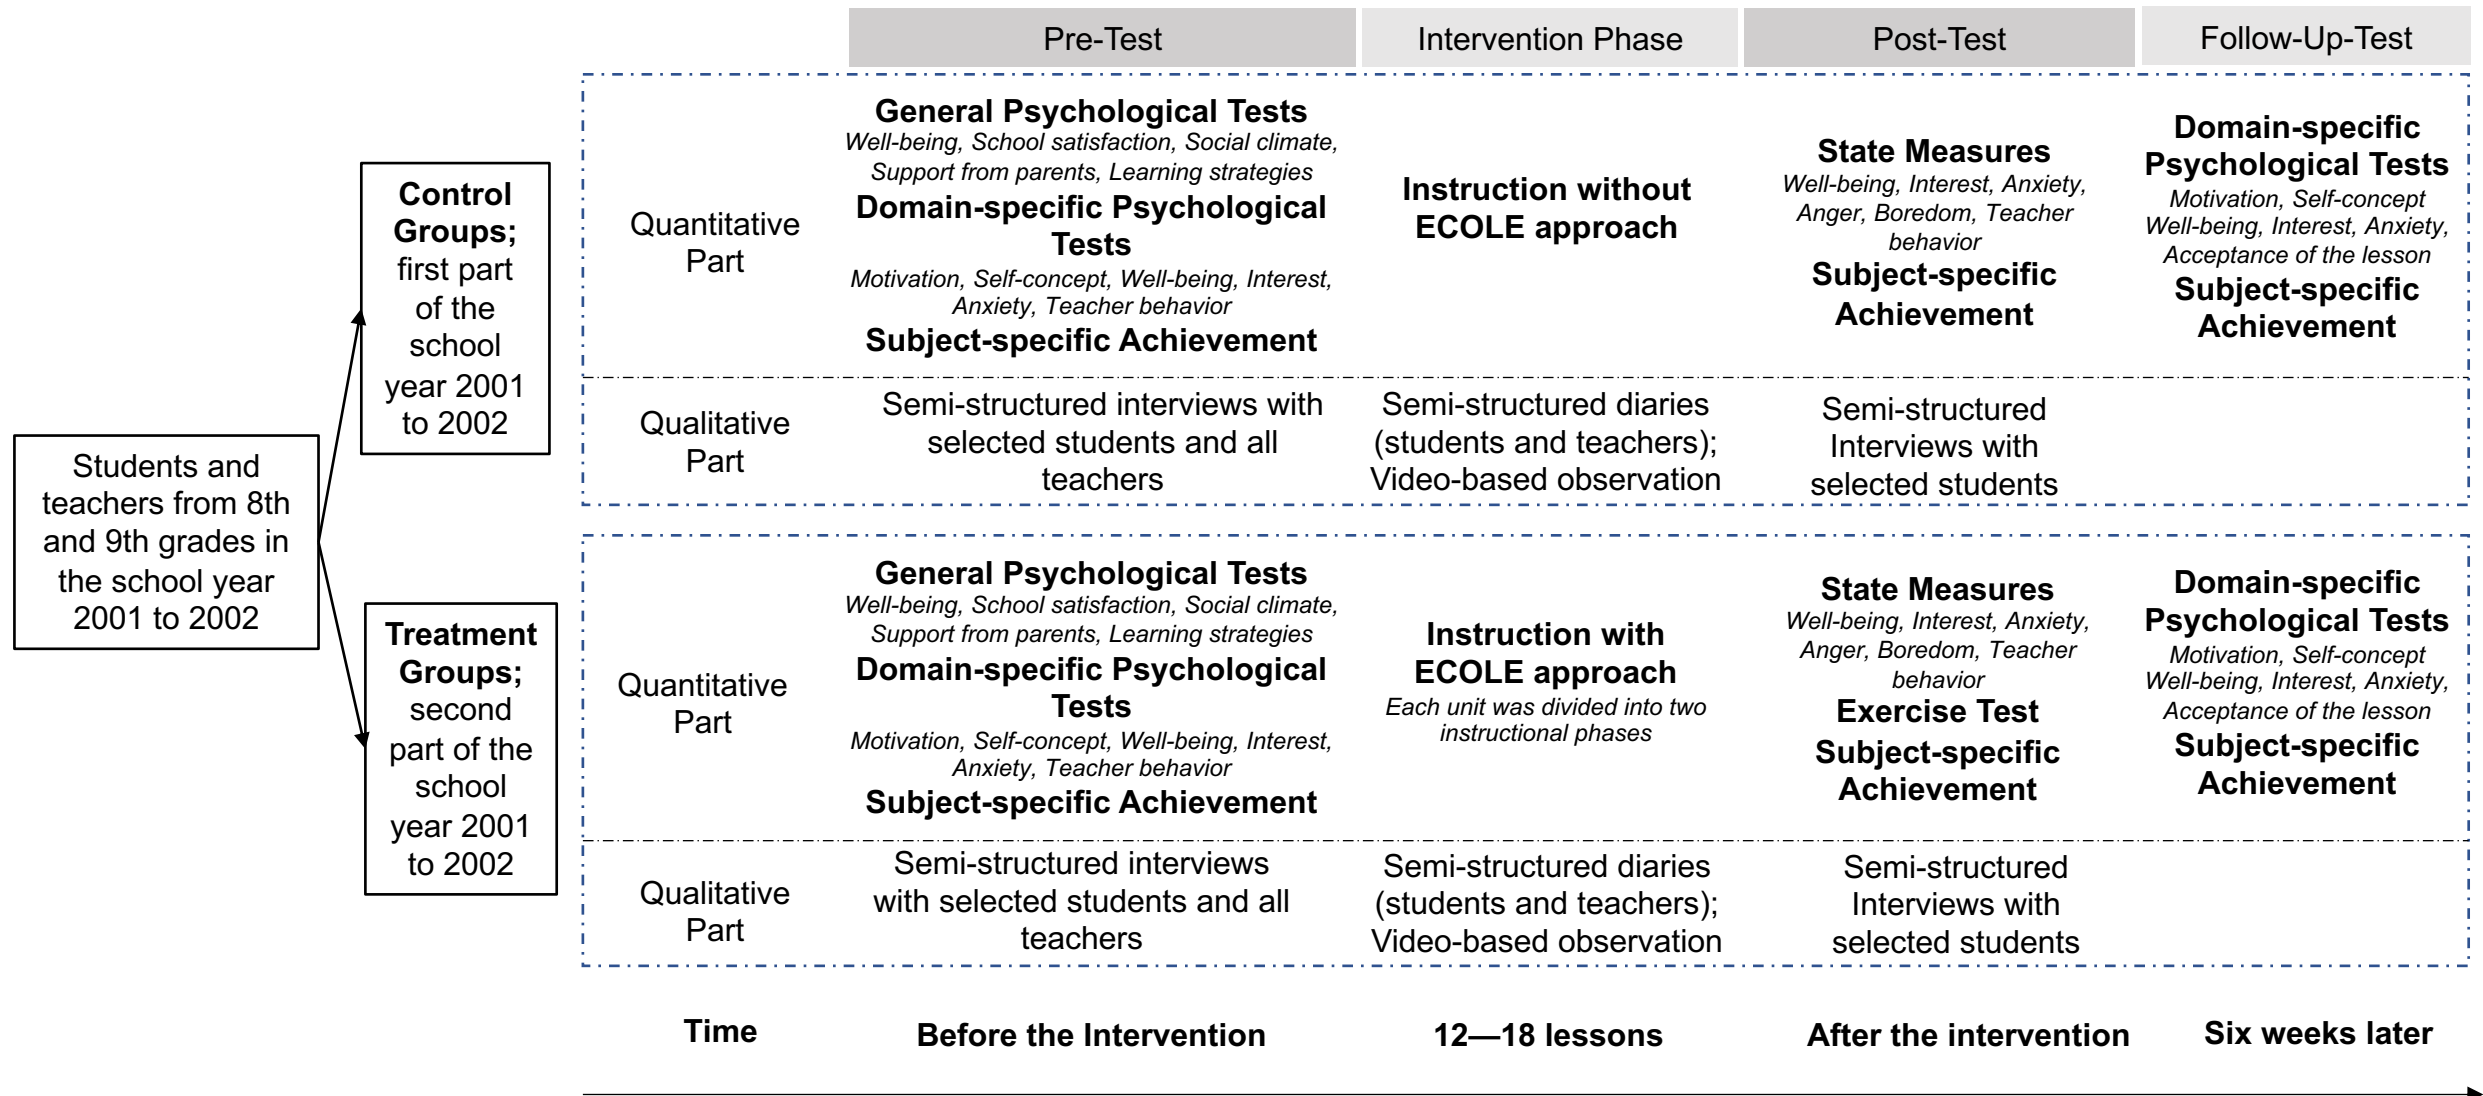 Pre-Test
Intervention Phase
Post-Test
Follow-Up-Test
Students and
teachers from 8th
and 9th grades in
the school year
2001 to 2002
Control
Groups;
first part
of the
school
year 2001
to 2002
Quantitative
Part
General Psychological Tests
Well-being, School satisfaction, Social climate,
Support from parents, Learning strategies
Domain-specific Psychological
Tests
Motivation, Self-concept, Well-being, Interest,
Anxiety, Teacher behavior
Subject-specific Achievement
Instruction without
ECOLE approach
State Measures
Well-being, Interest, Anxiety,
Anger, Boredom, Teacher
behavior
Subject-specific
Achievement
Domain-specific
Psychological Tests
Motivation, Self-concept
Well-being, Interest, Anxiety,
Acceptance of the lesson
Subject-specific
Achievement
Qualitative
Part
Semi-structured interviews with
selected students and all
teachers
Semi-structured diaries
(students and teachers);
Video-based observation
Semi-structured
Interviews with
selected students
Treatment
Groups;
second
part of the
school
year 2001
to 2002
Quantitative
Part
General Psychological Tests
Well-being, School satisfaction, Social climate,
Support from parents, Learning strategies
Domain-specific Psychological
Tests
Motivation, Self-concept, Well-being, Interest,
Anxiety, Teacher behavior
Subject-specific Achievement
Instruction with
ECOLE approach
Each unit was divided into two
instructional phases
State Measures
Well-being, Interest, Anxiety,
Anger, Boredom, Teacher
behavior
Exercise Test
Subject-specific
Achievement
Domain-specific
Psychological Tests
Motivation, Self-concept
Well-being, Interest, Anxiety,
Acceptance of the lesson
Subject-specific
Achievement
Qualitative
Part
Semi-structured interviews
with selected students and all
teachers
Semi-structured diaries
(students and teachers);
Video-based observation
Semi-structured
Interviews with
selected students
Time
Before the Intervention
12—18 lessons
After the intervention
Six weeks later